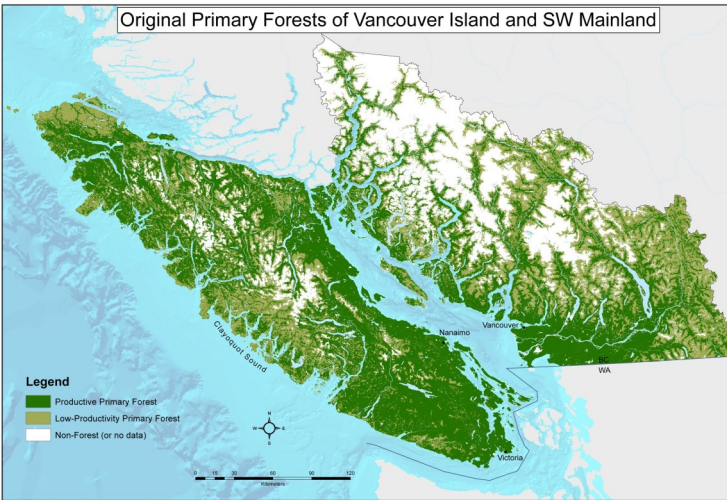 Original Primary Forests of Vancouver Island and SW Mainland
Vancouver
Nanaimo
BC
WA
Clayoquot Sound
Victoria
Legend
Productive Primary Forest
Low-Productivity Primary Forest
Non-Forest (or no data)
N
W E
S
0 15 30 60 90 120
Kilometers